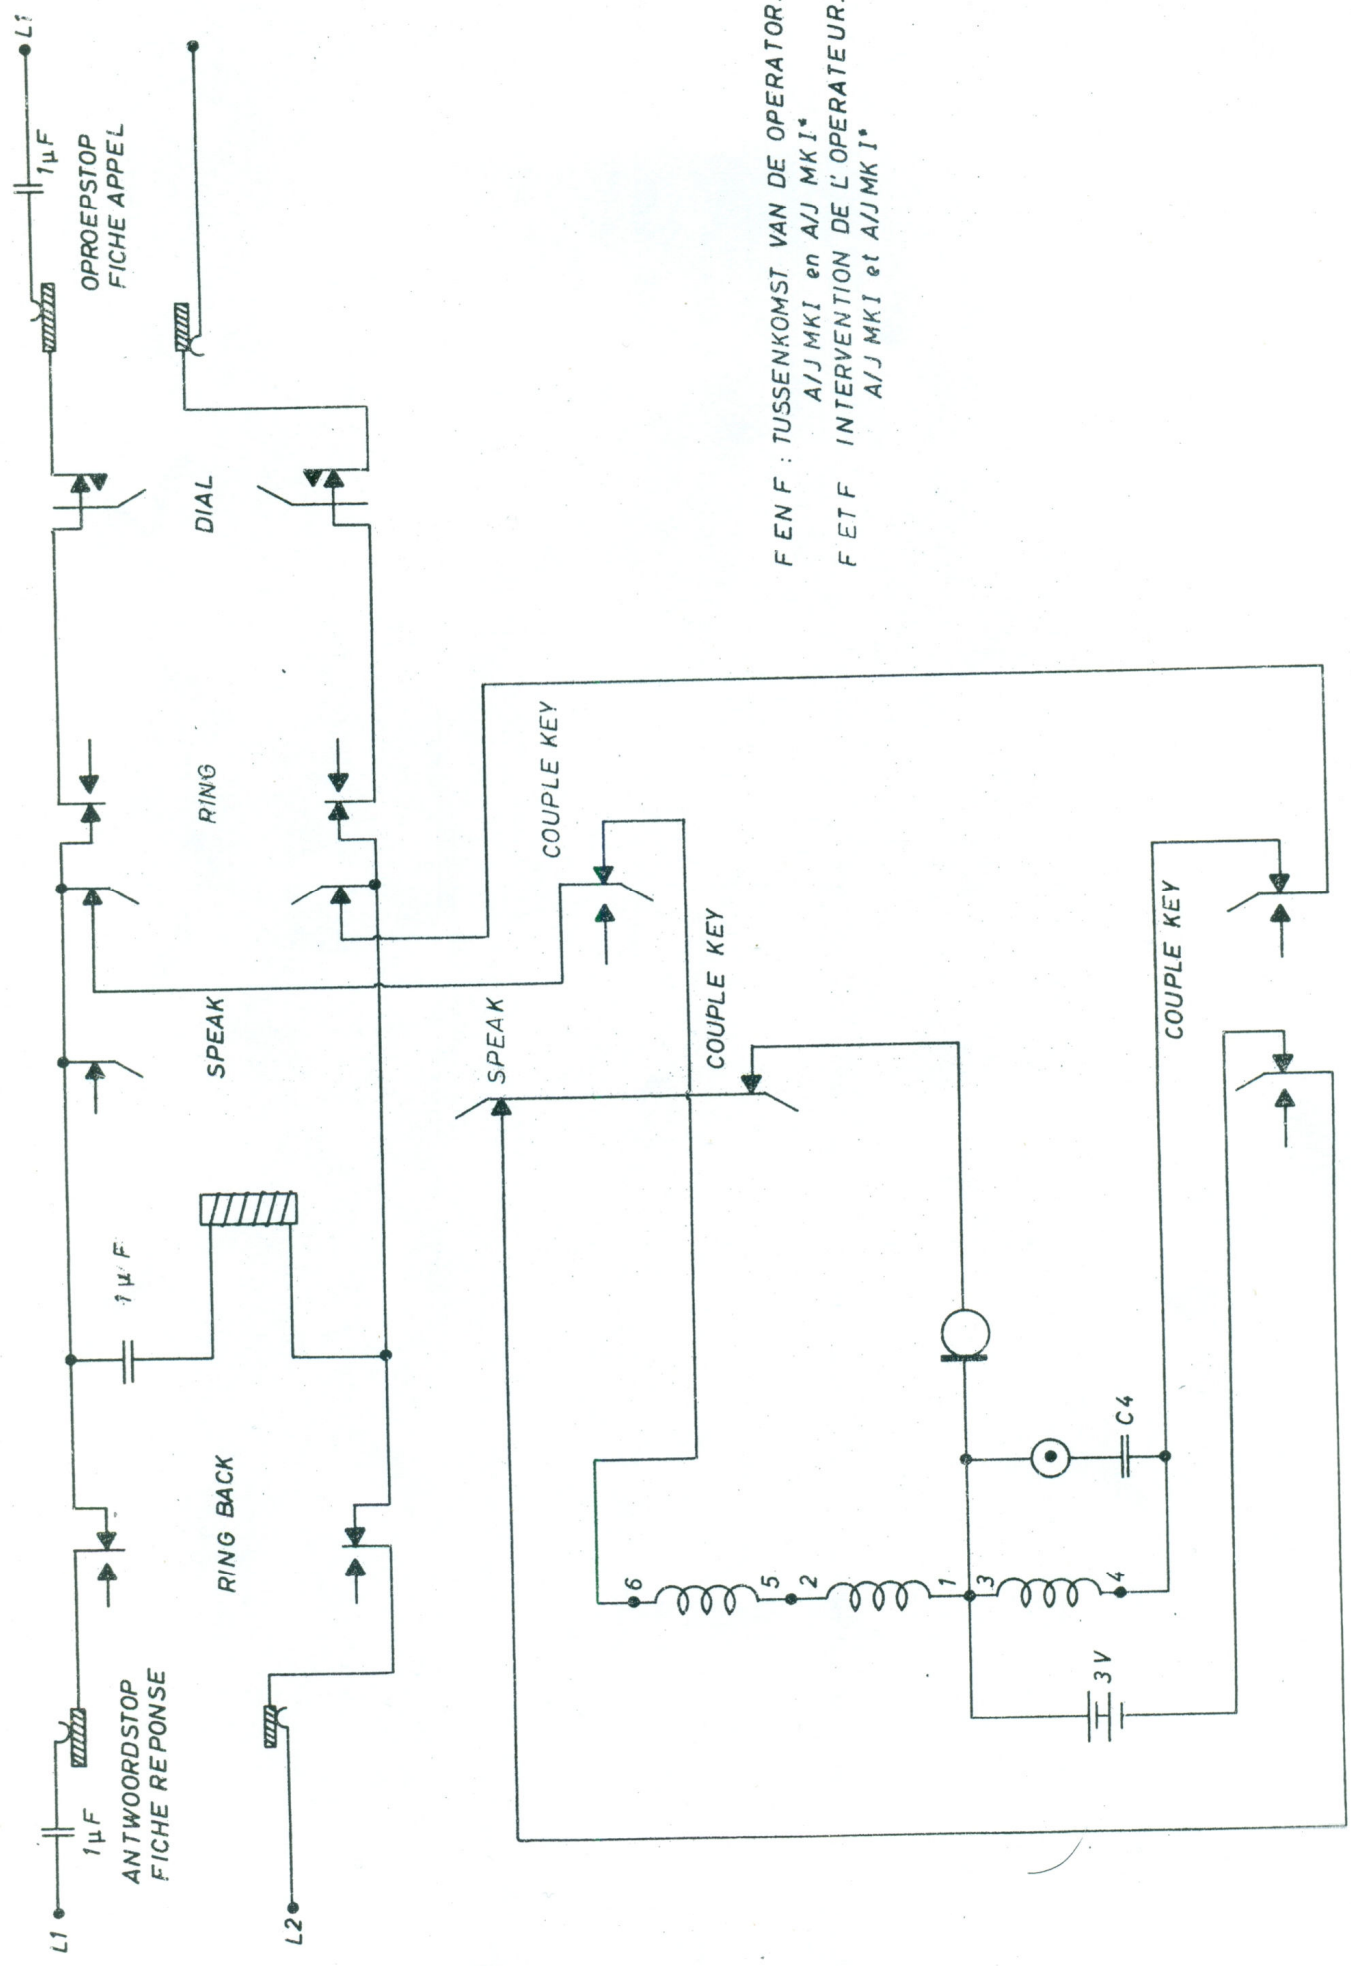 L1
1µF
OPROEPSTOP
FICHE APPEL
DIAL
RING
SPEAK
1µF
RING BACK
1µF
ANTWOORDSTOP
FICHE REPONSE
L1
L2
COUPLE KEY
SPEAK
COUPLE KEY
COUPLE KEY
C4
6
5
2
1
3
4
3V
F EN F : TUSSENKOMST VAN DE OPERATOR.
A/J MKI en A/J MKI*
F ET F INTERVENTION DE L'OPERATEUR.
A/J MKI et A/J MKI*